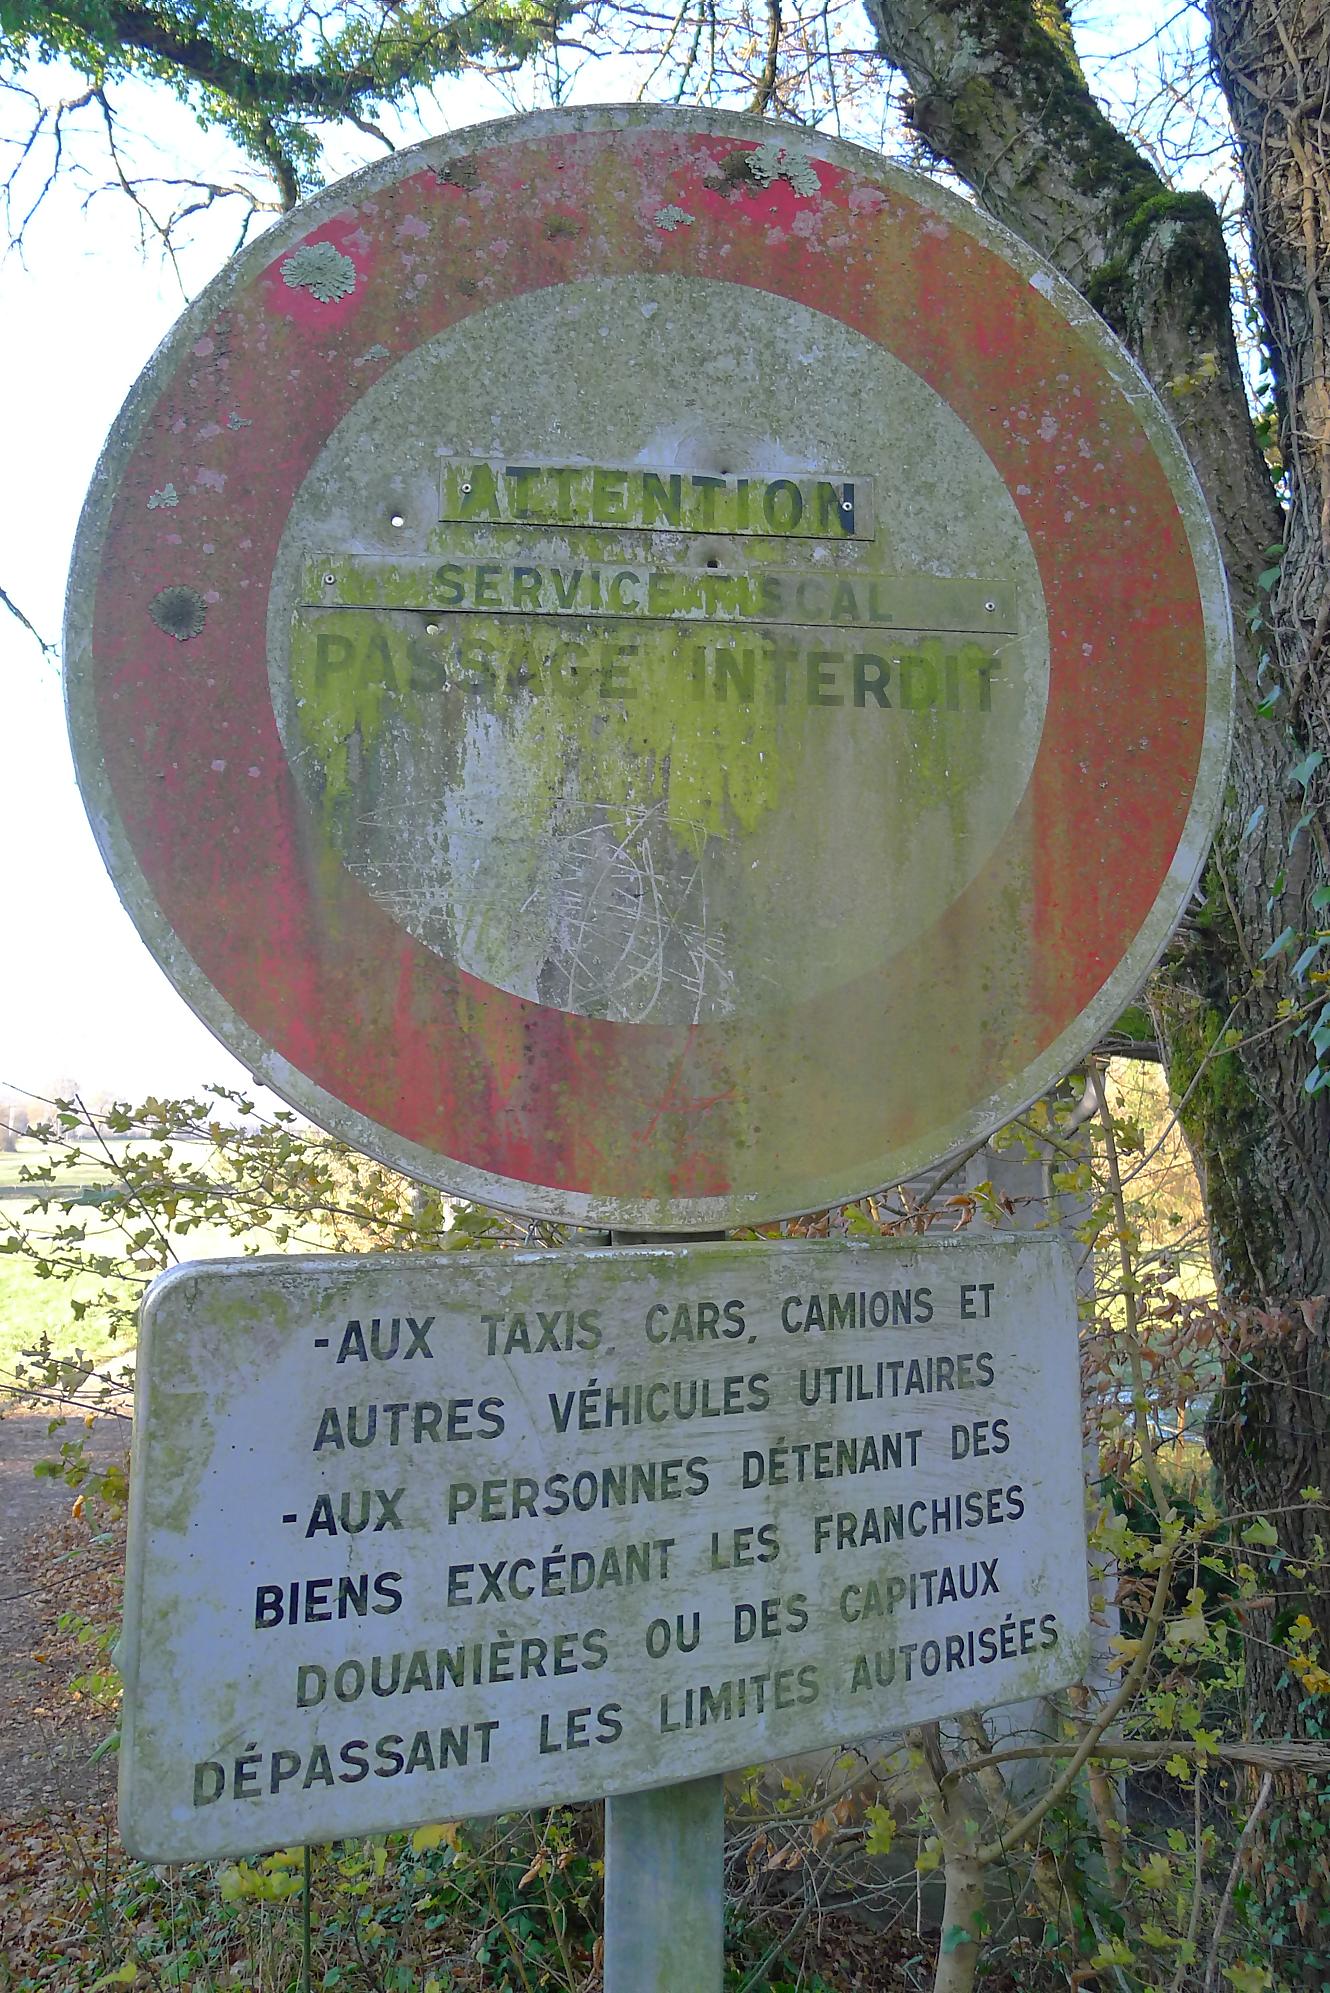 ATTENTION
SERVICE FISCAL
PASSAGE INTERDIT
-AUX TAXIS, CARS, CAMIONS ET
AUTRES VÉHICULES UTILITAIRES
-AUX PERSONNES DÉTENANT DES
BIENS EXCÉDANT LES FRANCHISES
DOUANIÈRES OU DES CAPITAUX
DÉPASSANT LES LIMITES AUTORISÉES